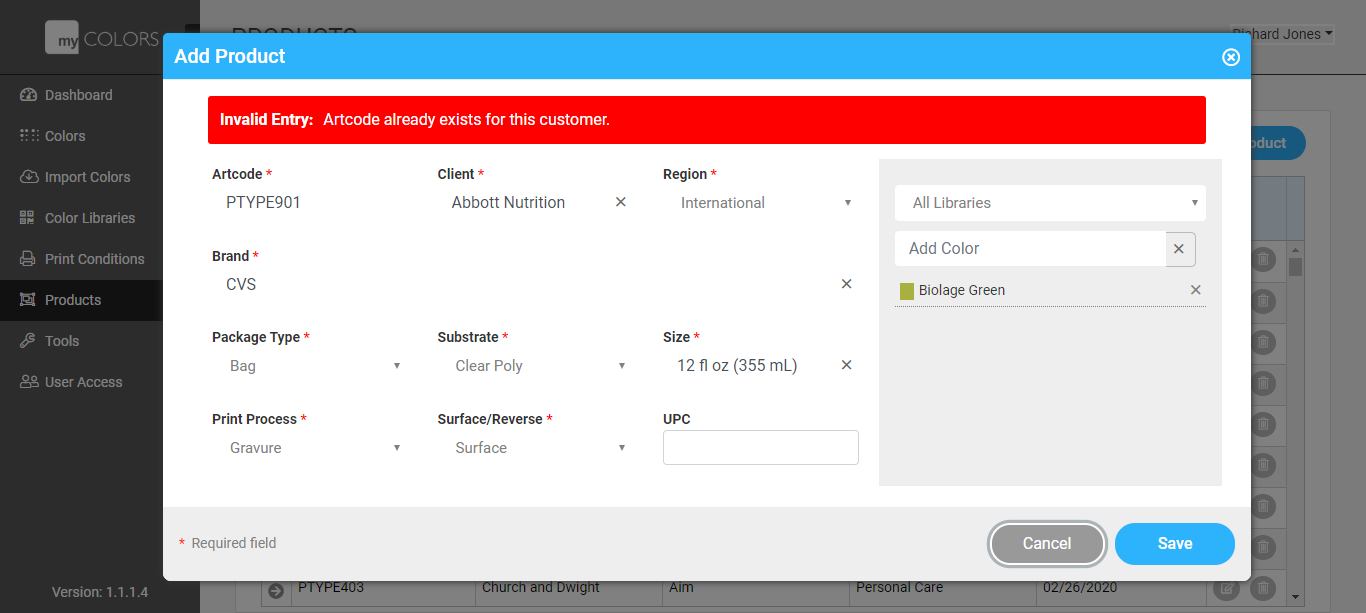 my COLORS
PRODUCTS
Richard Jones
Add Product
Dashboard
Colors
Import Colors
Color Libraries
Print Conditions
Products
Tools
User Access
Version: 1.1.1.4
Invalid Entry: Artcode already exists for this customer.
Artcode *
Client *
Region *
PTYPE901
Abbott Nutrition
International
Brand *
CVS
Package Type *
Substrate *
Size *
Bag
Clear Poly
12 fl oz (355 mL)
Print Process *
Surface/Reverse *
UPC
Gravure
Surface
All Libraries
Add Color
Biolage Green
* Required field
Cancel
Save
oduct
PTYPE403
Church and Dwight
Aim
Personal Care
02/26/2020